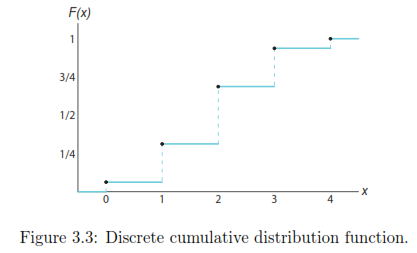 F(x)
1
3/4
1/2
1/4
0 1 2 3 4 x
Figure 3.3: Discrete cumulative distribution function.